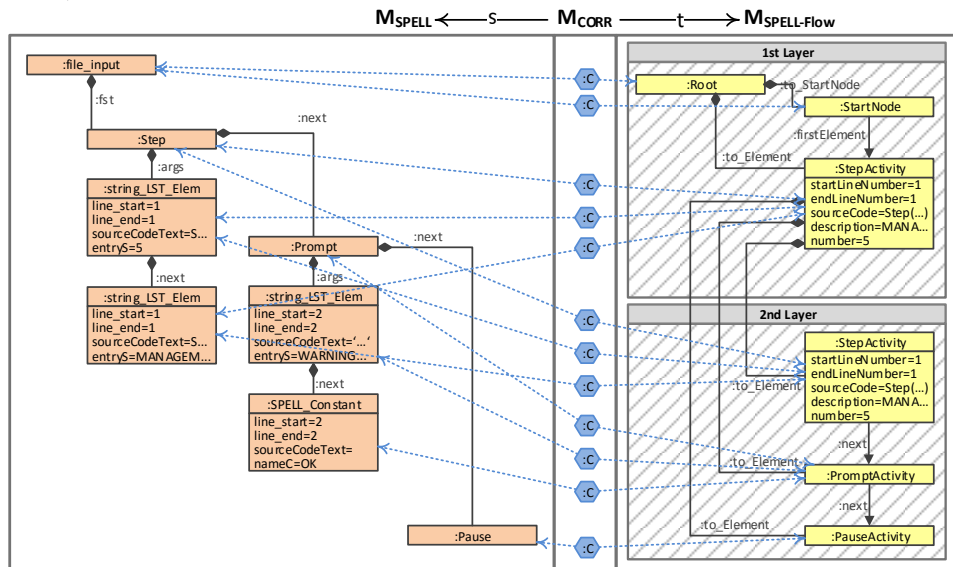 M_SPELL s M_CORR t M_SPELL-Flow
1st Layer
:file_input
:C
:Root
:to_StartNode
:fst
:C
:StartNode
:next
:firstElement
:Step
:to_Element
:args
:StepActivity
:string_LST_Elem
:C
startLineNumber=1
line_start=1
endLineNumber=1
line_end=1
:C
sourceCode=Step(...)
sourceCodeText=S...
description=MANA...
entryS=5
:Prompt
:next
:C
number=5
:next
:args
:string_LST_Elem
:string_LST_Elem
line_start=1
line_start=2
2nd Layer
line_end=1
line_end=2
:C
:StepActivity
sourceCodeText=S...
sourceCodeText='...'
startLineNumber=1
entryS=MANAGEM...
entryS=WARNING...
:C
endLineNumber=1
:next
sourceCode=Step(...)
:C
:to_Element
description=MANA...
:SPELL_Constant
number=5
line_start=2
line_end=2
:next
sourceCodeText=
:C
:to_Element
nameC=OK
:PromptActivity
:C
:next
:to_Element
:Pause
:C
:PauseActivity